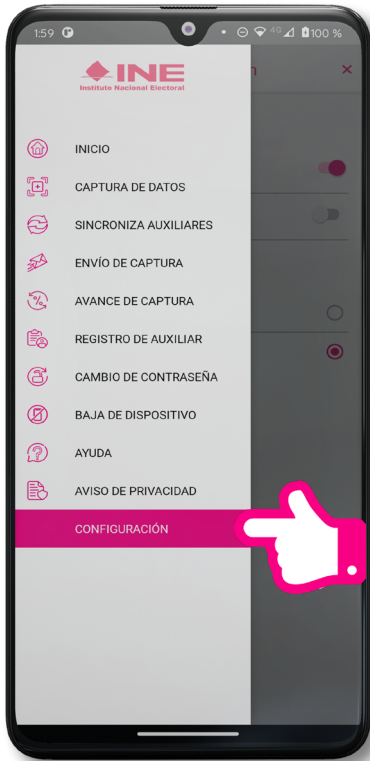 1:59
4G
100 %
INE
Instituto Nacional Electoral
n
×
INICIO
CAPTURA DE DATOS
SINCRONIZA AUXILIARES
ENVÍO DE CAPTURA
AVANCE DE CAPTURA
REGISTRO DE AUXILIAR
CAMBIO DE CONTRASEÑA
BAJA DE DISPOSITIVO
AYUDA
AVISO DE PRIVACIDAD
CONFIGURACIÓN